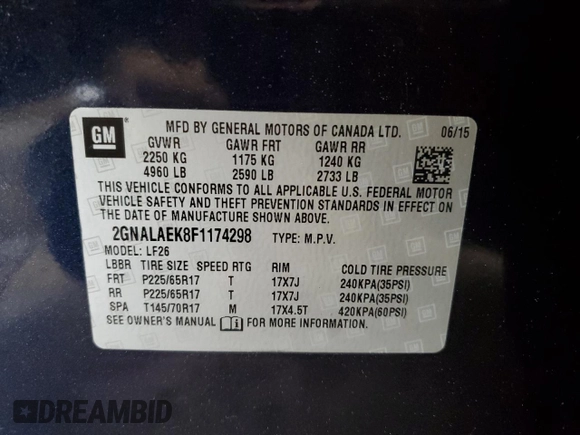 GM
MFD BY GENERAL MOTORS OF CANADA LTD. 06/15
GVWR GAWR FRT GAWR RR
2250 KG 1175 KG 1240 KG
4960 LB 2590 LB 2733 LB
THIS VEHICLE CONFORMS TO ALL APPLICABLE U.S. FEDERAL MOTOR
VEHICLE SAFETY AND THEFT PREVENTION STANDARDS IN EFFECT ON
THE DATE OF MANUFACTURE SHOWN ABOVE.
2GNALAEK8F1174298 TYPE: M.P.V.
MODEL: LF26
LBBR TIRE SIZE SPEED RTG RIM COLD TIRE PRESSURE
FRT P225/65R17 T 17X7J 240KPA(35PSI)
RR P225/65R17 T 17X7J 240KPA(35PSI)
SPA T145/70R17 M 17X4.5T 420KPA(60PSI)
SEE OWNER'S MANUAL FOR MORE INFORMATION
DREAMBID